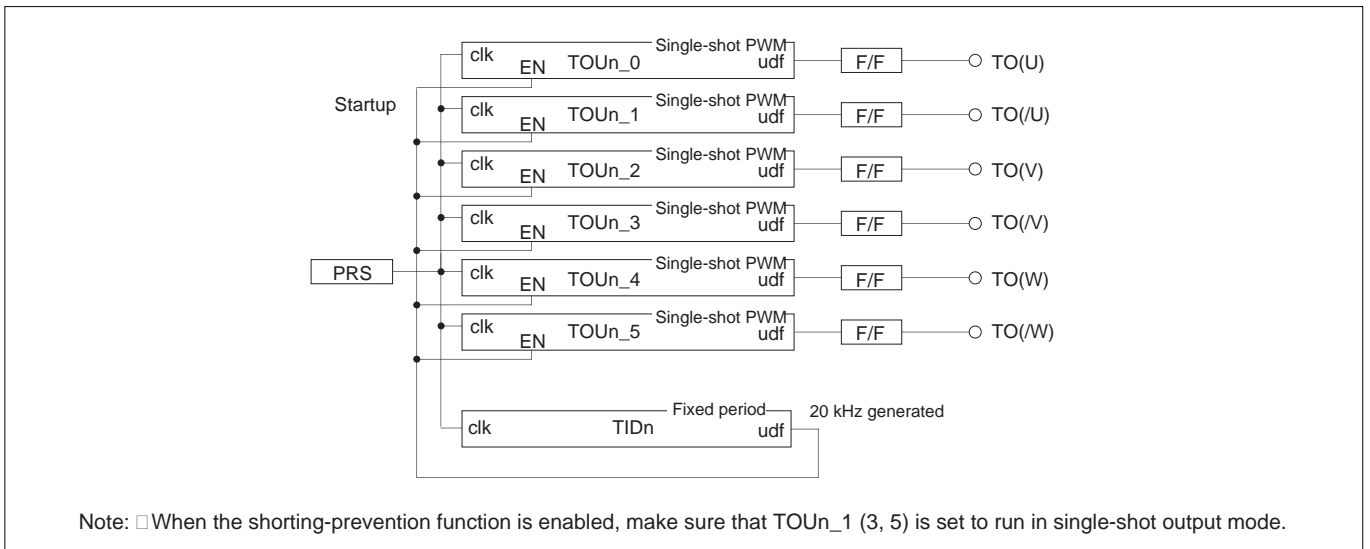 Single-shot PWM
clk EN TOUn_0 udf F/F TO(U)
Startup
Single-shot PWM
clk EN TOUn_1 udf F/F TO(/U)
Single-shot PWM
clk EN TOUn_2 udf F/F TO(V)
Single-shot PWM
clk EN TOUn_3 udf F/F TO(/V)
PRS
Single-shot PWM
clk EN TOUn_4 udf F/F TO(W)
Single-shot PWM
clk EN TOUn_5 udf F/F TO(/W)
Fixed period 20 kHz generated
clk TIDn udf
Note: □When the shorting-prevention function is enabled, make sure that TOUn_1 (3, 5) is set to run in single-shot output mode.